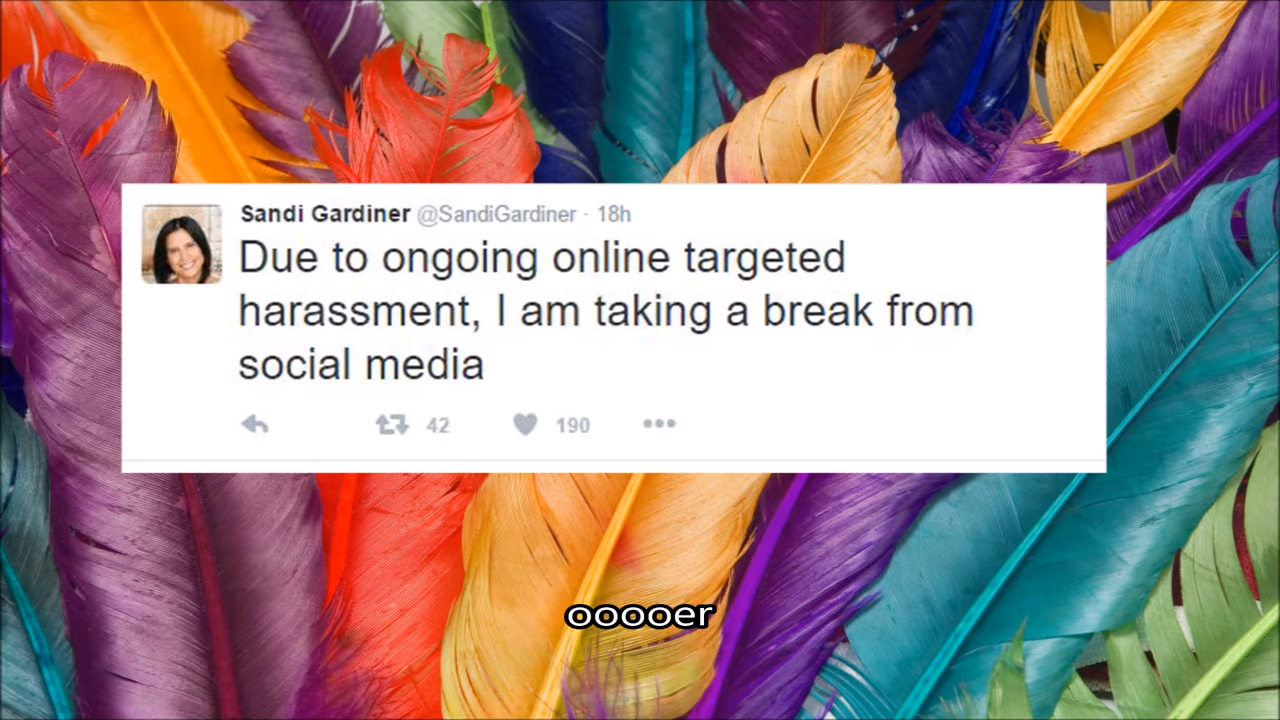 Sandi Gardiner @SandiGardiner · 18h
Due to ongoing online targeted
harassment, I am taking a break from
social media
42 190
ooooer